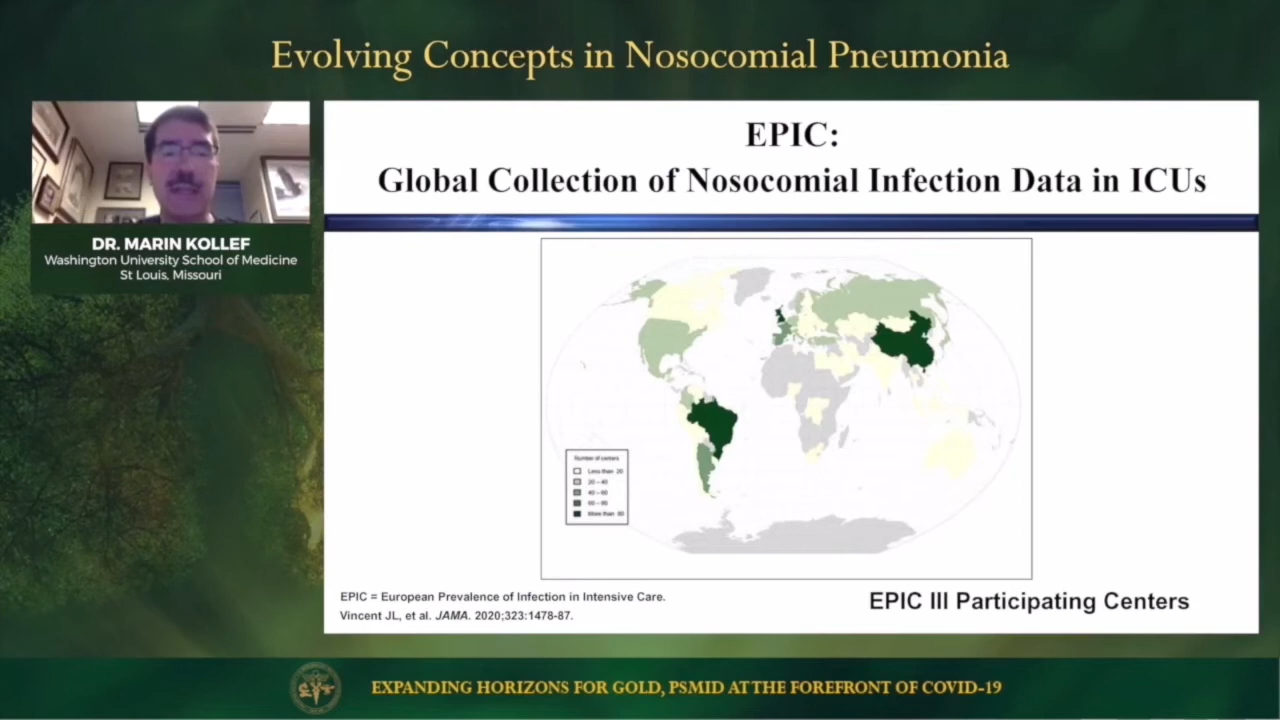 Evolving Concepts in Nosocomial Pneumonia
EPIC:
Global Collection of Nosocomial Infection Data in ICUs
DR. MARIN KOLLEF
Washington University School of Medicine
St Louis, Missouri
Number of centers
Less than 20
20 – 40
40 – 60
60 – 80
More than 80
EPIC = European Prevalence of Infection in Intensive Care.
Vincent JL, et al. JAMA. 2020;323:1478-87.
EPIC III Participating Centers
EXPANDING HORIZONS FOR GOLD, PSMID AT THE FOREFRONT OF COVID-19